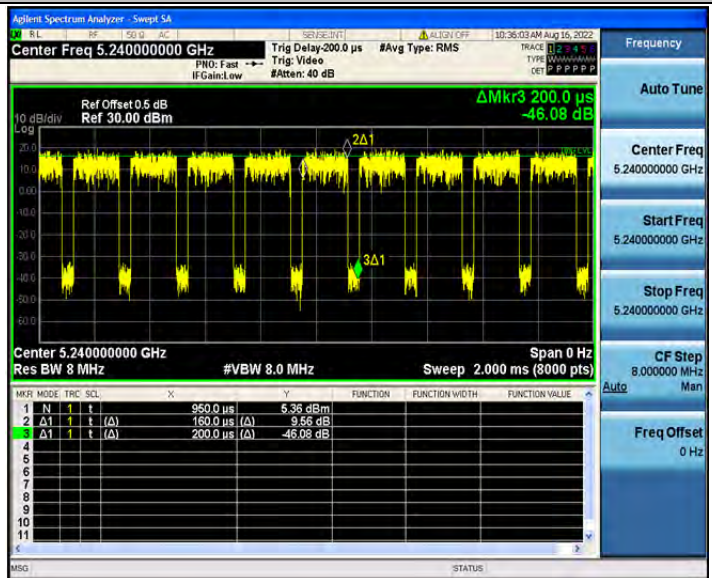 Agilent Spectrum Analyzer - Swept SA
RL RF 50 Ω AC SENSE:INT ALIGN OFF 10:36:03 AM Aug 16, 2022
Center Freq 5.240000000 GHz
PNO: Fast
IFGain:Low
Trig Delay-200.0 µs #Avg Type: RMS
Trig: Video
#Atten: 40 dB
TRACE 1 2 3 4 5 6
TYPE
DET P P P P P P
ΔMkr3 200.0 µs
-46.08 dB
Ref Offset 0.5 dB
10 dB/div Ref 30.00 dBm
Log
20.0
10.0
0.00
-10.0
-20.0
-30.0
-40.0
-50.0
-60.0
2Δ1
3Δ1
Center 5.240000000 GHz Span 0 Hz
Res BW 8 MHz #VBW 8.0 MHz Sweep 2.000 ms (8000 pts)
MKR MODE TRC SCL X Y FUNCTION FUNCTION WIDTH FUNCTION VALUE
1 N 1 t 950.0 µs 5.36 dBm
2 Δ1 1 t (Δ) 160.0 µs (Δ) 9.56 dB
3 Δ1 1 t (Δ) 200.0 µs (Δ) -46.08 dB
4
5
6
7
8
9
10
11
MSG STATUS
Frequency
Auto Tune
Center Freq
5.240000000 GHz
Start Freq
5.240000000 GHz
Stop Freq
5.240000000 GHz
CF Step
8.000000 MHz
Auto Man
Freq Offset
0 Hz